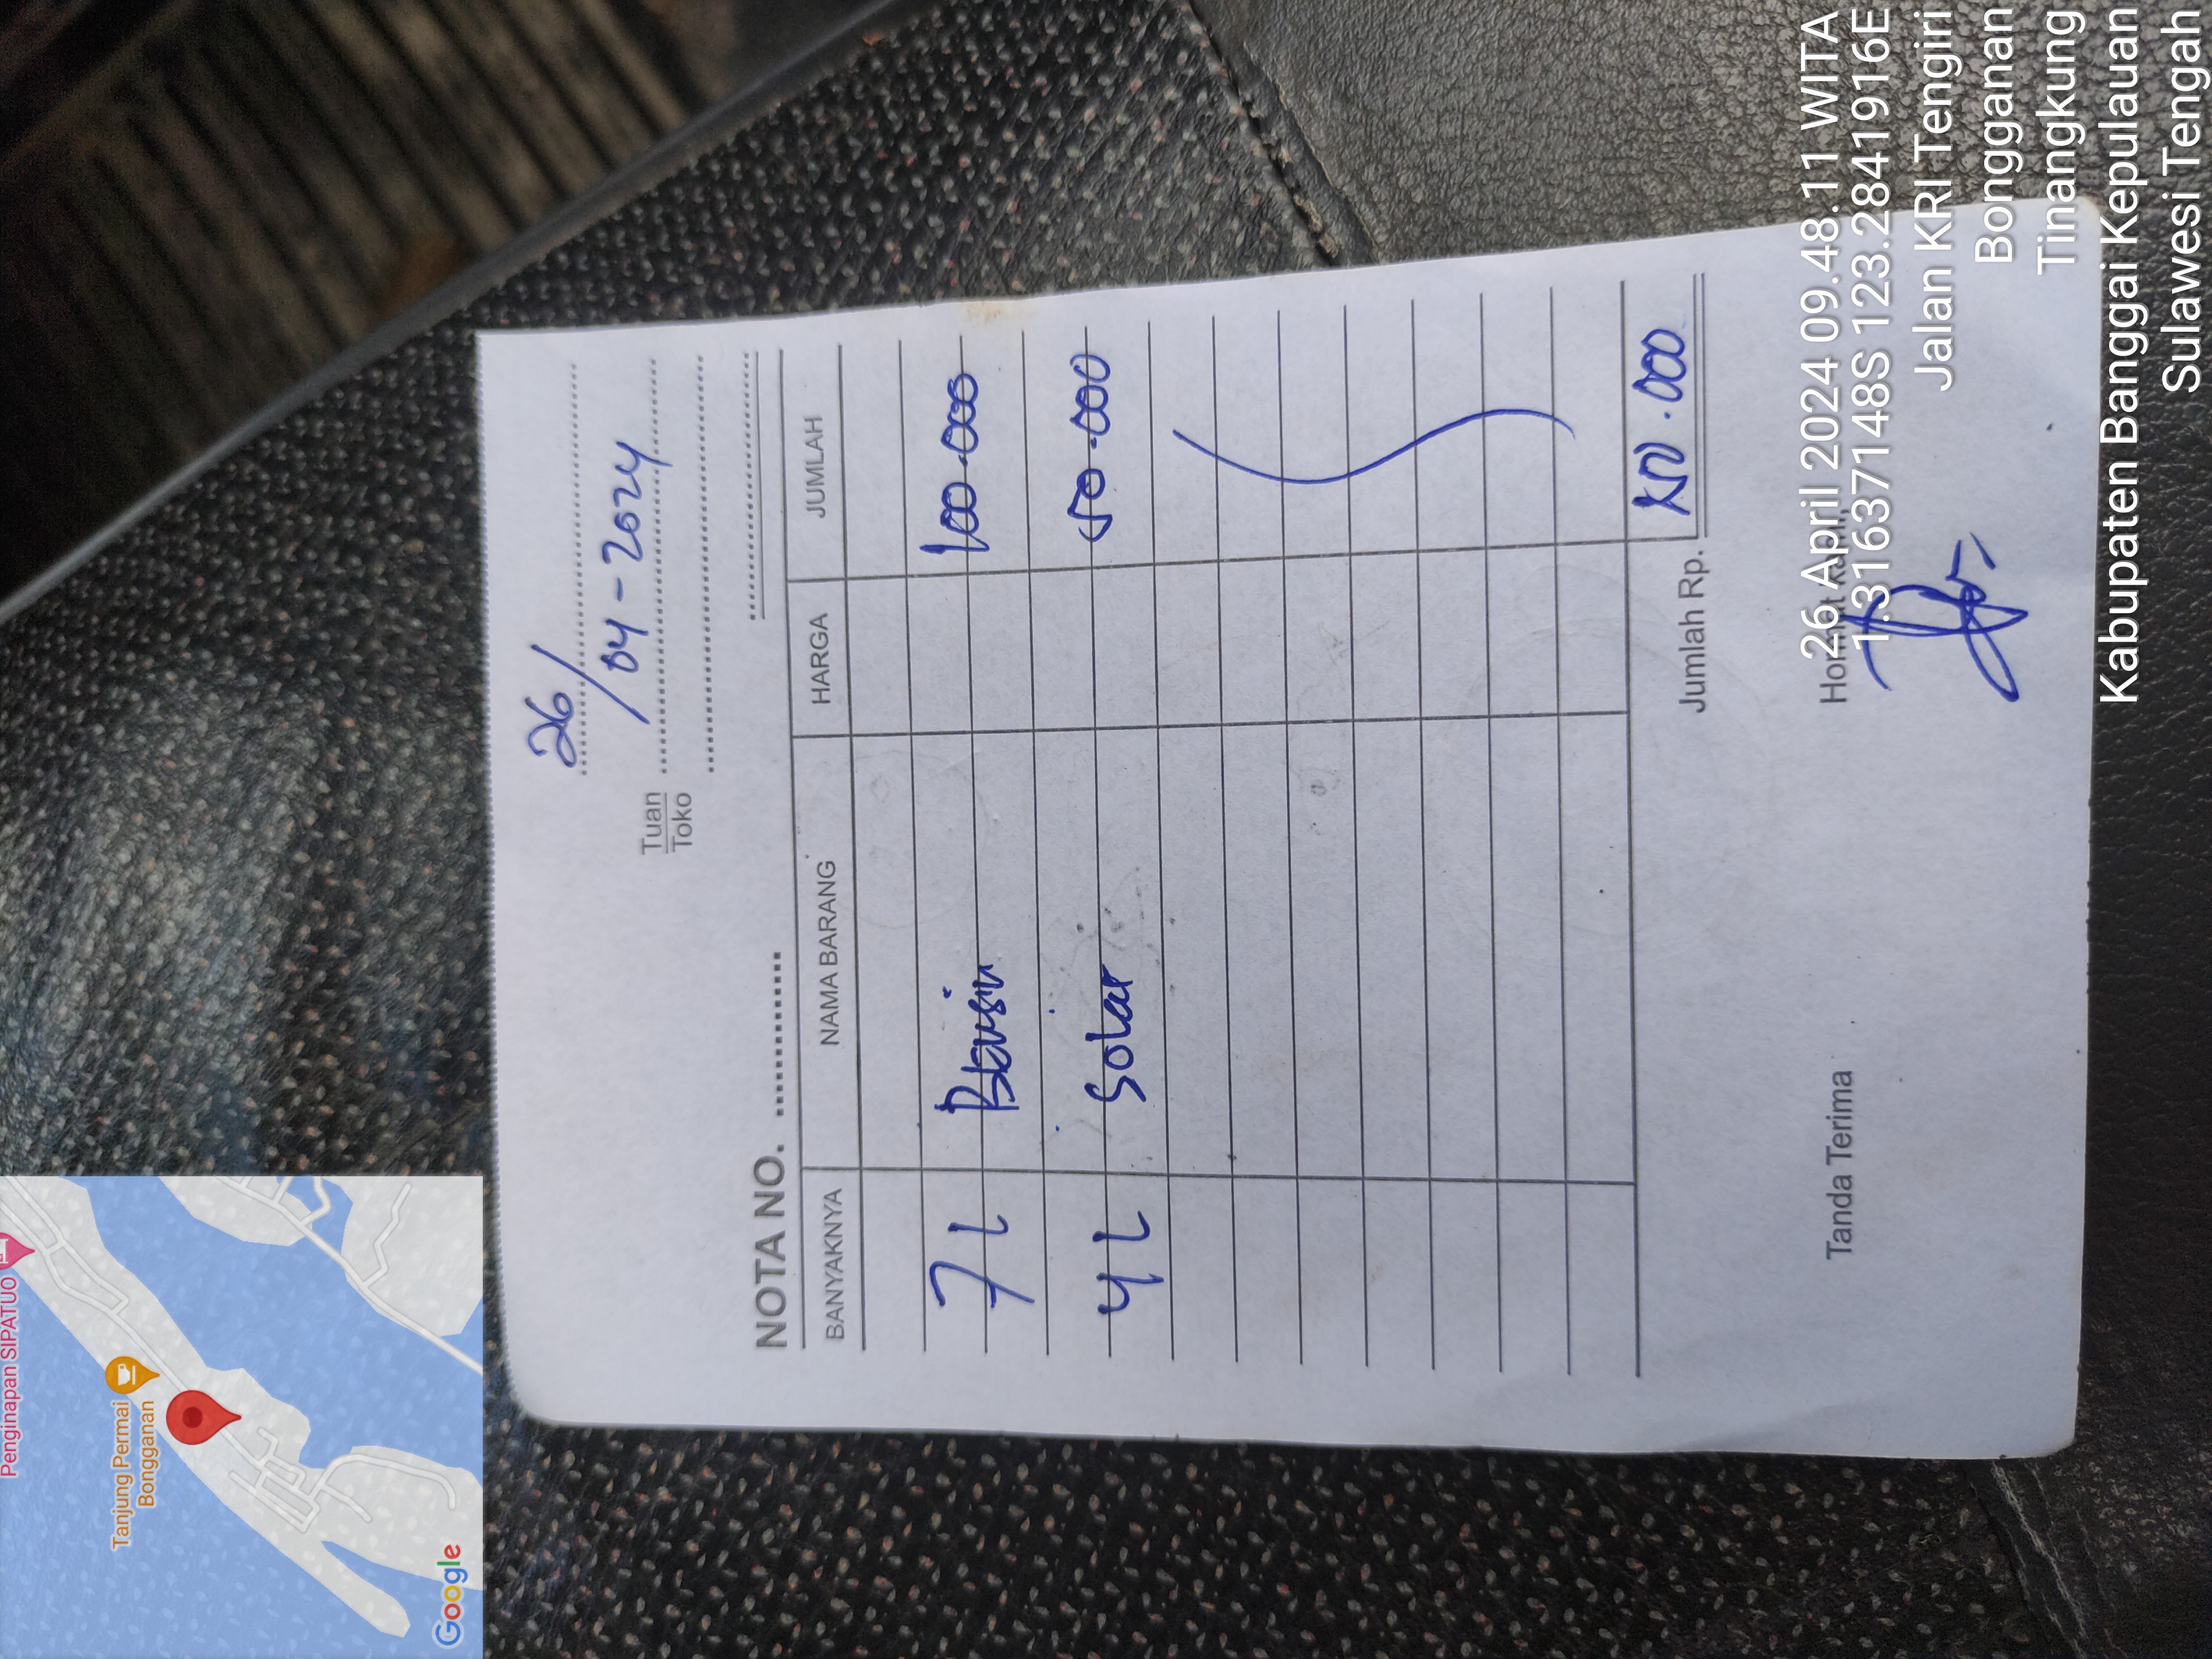 26/
04-2024
Tuan
Toko
NOTA NO.
BANYAKNYA NAMA BARANG HARGA JUMLAH
7 L Bensin 100.000
4 L Solar 50.000
Jumlah Rp. 150.000
Tanda Terima Hormat Kami,
26 April 2024 09.48.11 WITA
1.31637148S 123.28419916E
Jalan KRI Tengiri
Bongganan
Tinangkung
Kabupaten Banggai Kepulauan
Sulawesi Tengah
Penginapan SIPATUO
Tanjung Permai
Bongganan
Google